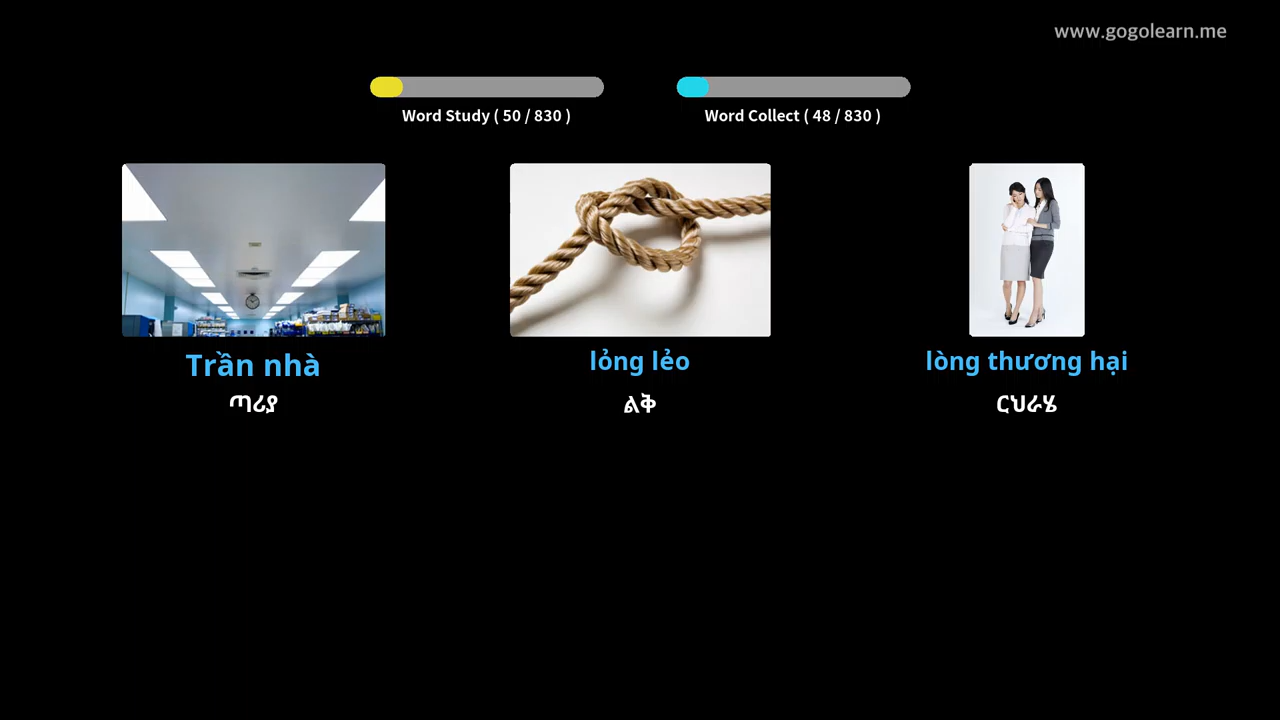 www.gogolearn.me
Word Study ( 50 / 830 )
Word Collect ( 48 / 830 )
Trần nhà
lỏng lẻo
lòng thương hại
ጣሪያ
ልቅ
ርህራሄ